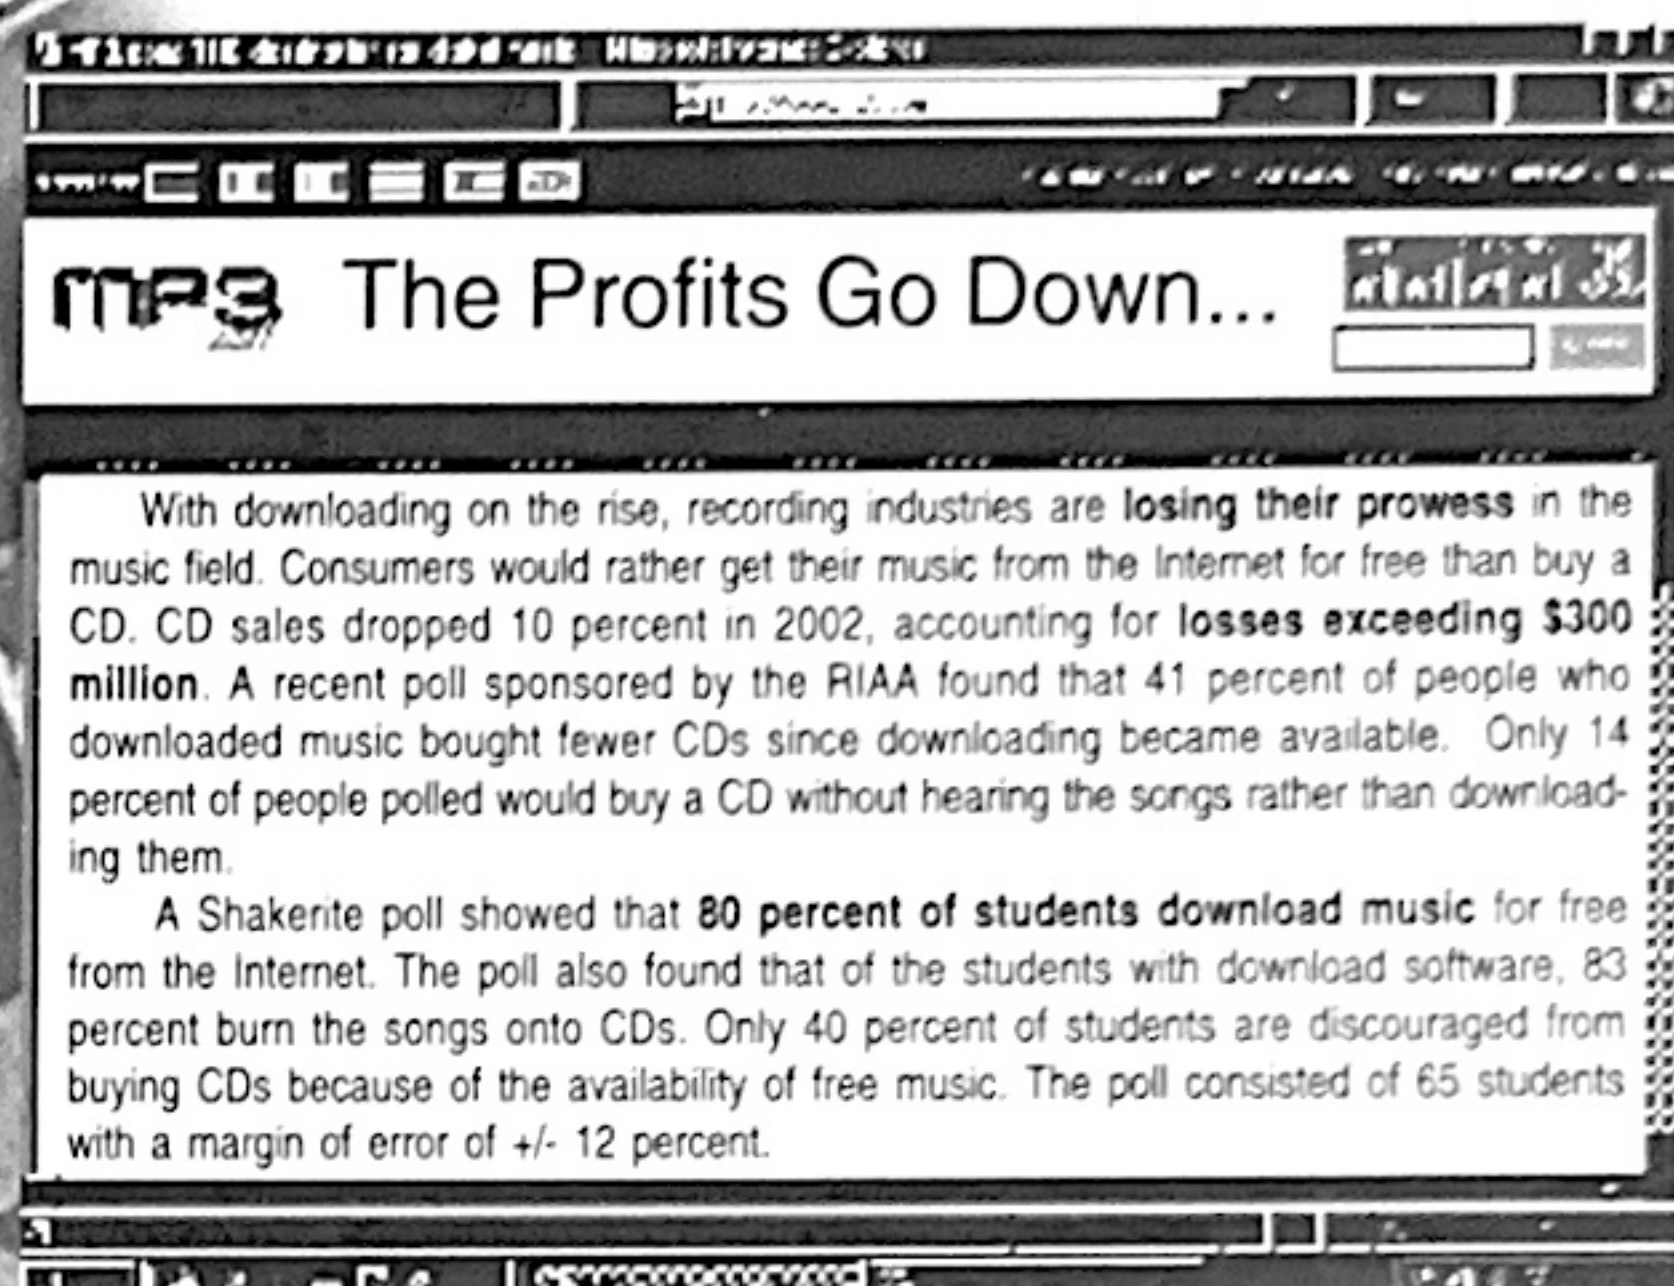 MP3 The Profits Go Down...
With downloading on the rise, recording industries are losing their prowess in the
music field. Consumers would rather get their music from the Internet for free than buy a
CD. CD sales dropped 10 percent in 2002, accounting for losses exceeding $300
million. A recent poll sponsored by the RIAA found that 41 percent of people who
downloaded music bought fewer CDs since downloading became available. Only 14
percent of people polled would buy a CD without hearing the songs rather than download-
ing them.
A Shakerite poll showed that 80 percent of students download music for free
from the Internet. The poll also found that of the students with download software, 83
percent burn the songs onto CDs. Only 40 percent of students are discouraged from
buying CDs because of the availability of free music. The poll consisted of 65 students
with a margin of error of +/- 12 percent.